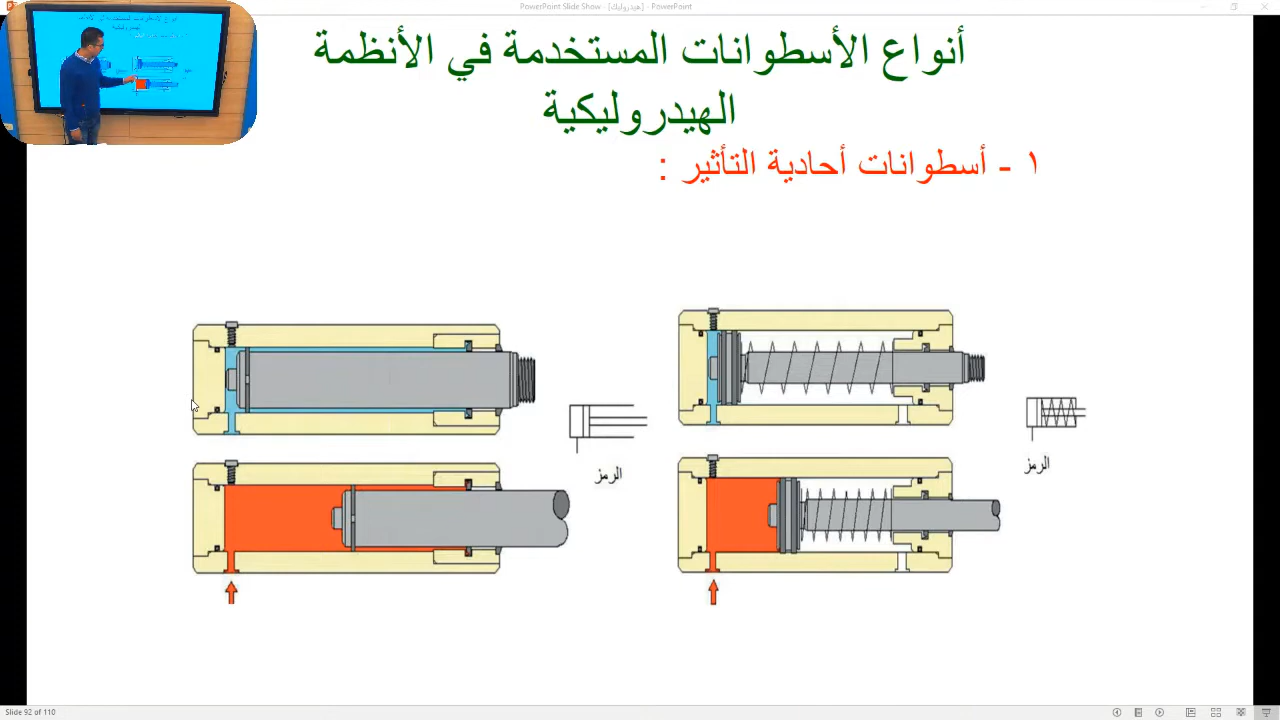 PowerPoint Slide Show - [هيدروليك] - PowerPoint
أنواع الأسطوانات المستخدمة في الأنظمة
الهيدروليكية
١ - أسطوانات أحادية التأثير :
الرمز
الرمز
Slide 92 of 110